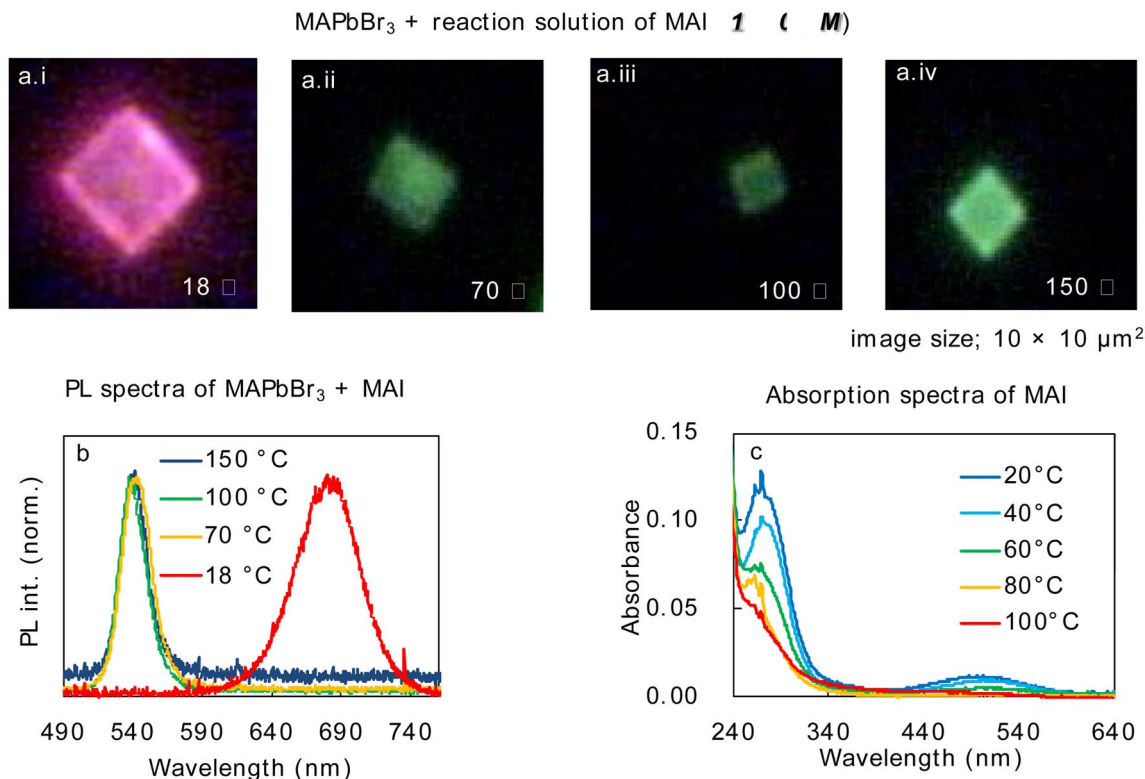 MAPbBr₃ + reaction solution of MAI 1 M)
a.i
a.ii
a.iii
a.iv
18
70
100
150
image size; 10 × 10 µm²
PL spectra of MAPbBr₃ + MAI
b
150 °C
100 °C
70 °C
18 °C
PL int. (norm.)
490 540 590 640 690 740
Wavelength (nm)
Absorption spectra of MAI
c
0.15
0.10
0.05
0.00
20°C
40°C
60°C
80°C
100°C
Absorbance
240 340 440 540 640
Wavelength (nm)